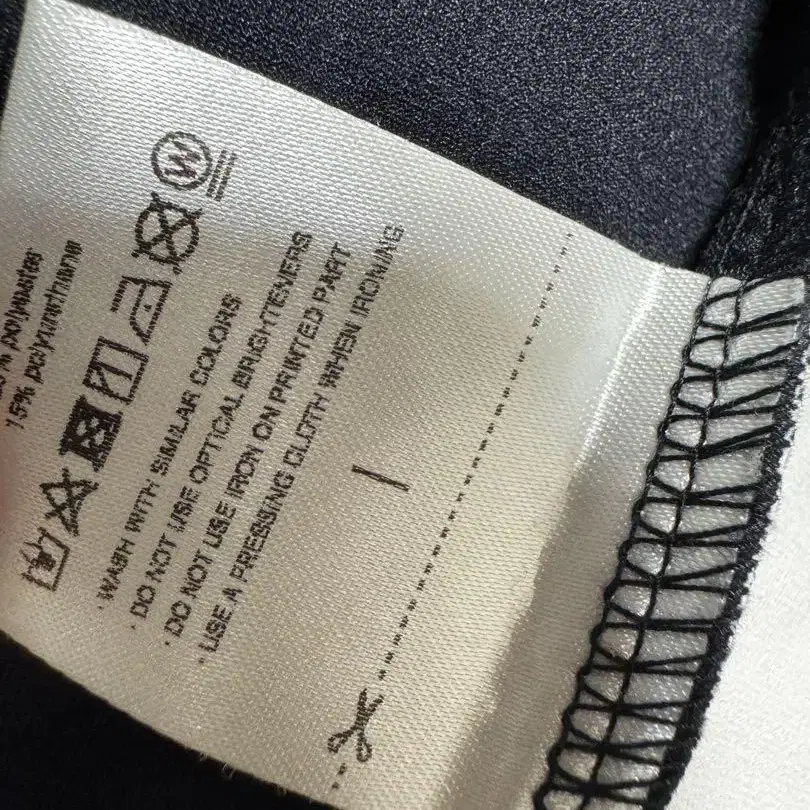 % polyester
15% polyurethane
W
· WASH WITH SIMILAR COLORS
· DO NOT USE OPTICAL BRIGHTENERS
· DO NOT USE IRON ON PRINTED PART
· USE A PRESSING CLOTH WHEN IRONING